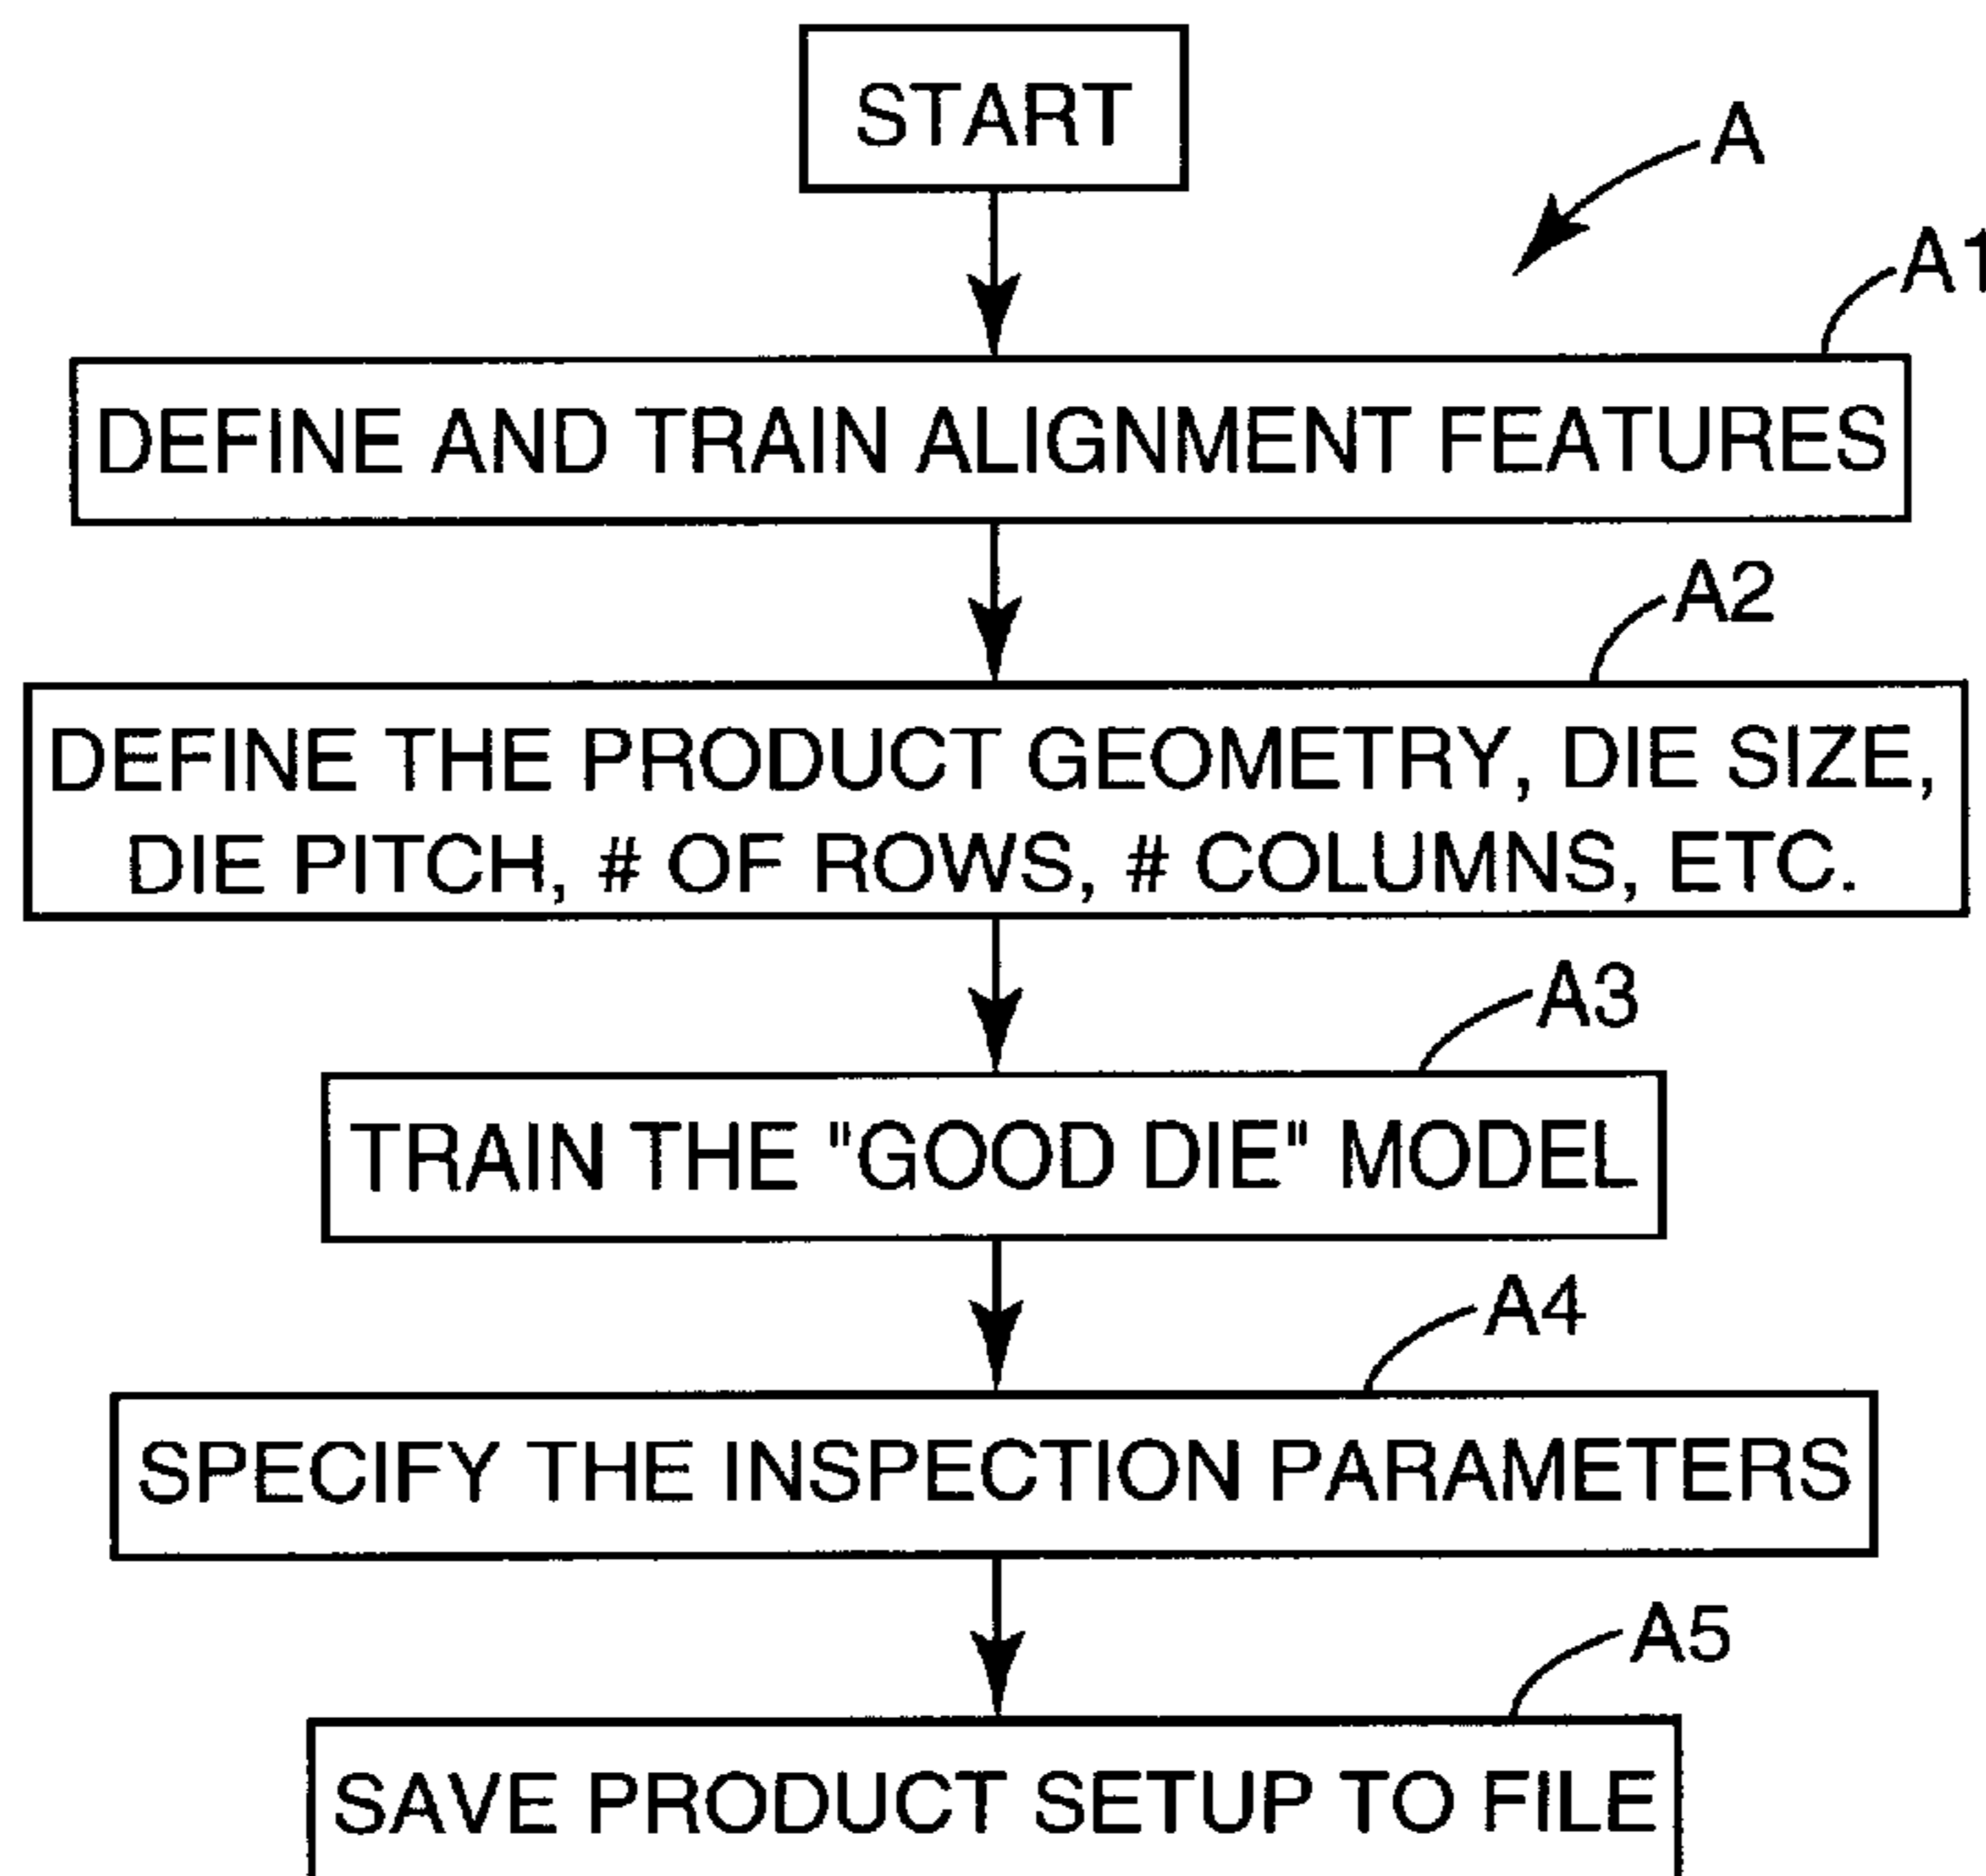 START
A
A1
DEFINE AND TRAIN ALIGNMENT FEATURES
A2
DEFINE THE PRODUCT GEOMETRY, DIE SIZE,
DIE PITCH, # OF ROWS, # COLUMNS, ETC.
A3
TRAIN THE "GOOD DIE" MODEL
A4
SPECIFY THE INSPECTION PARAMETERS
A5
SAVE PRODUCT SETUP TO FILE